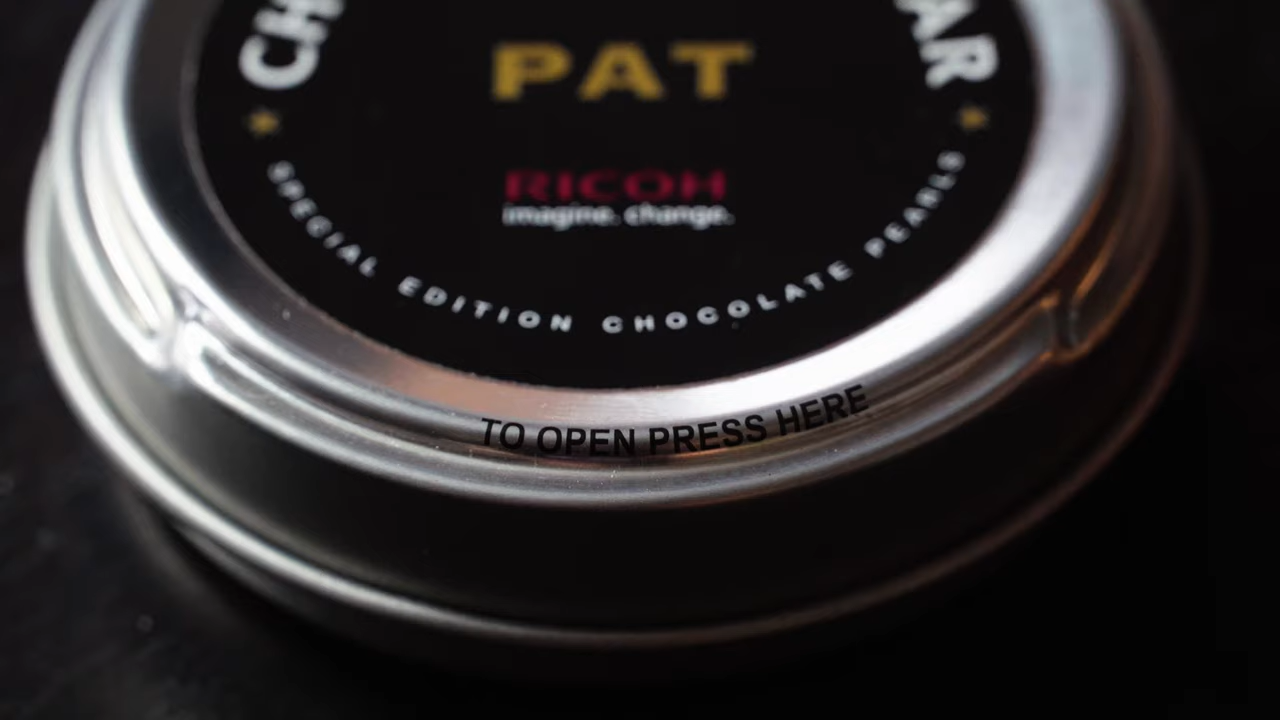 PAT
RICOH
imagine. change.
SPECIAL EDITION CHOCOLATE PEARLS
TO OPEN PRESS HERE